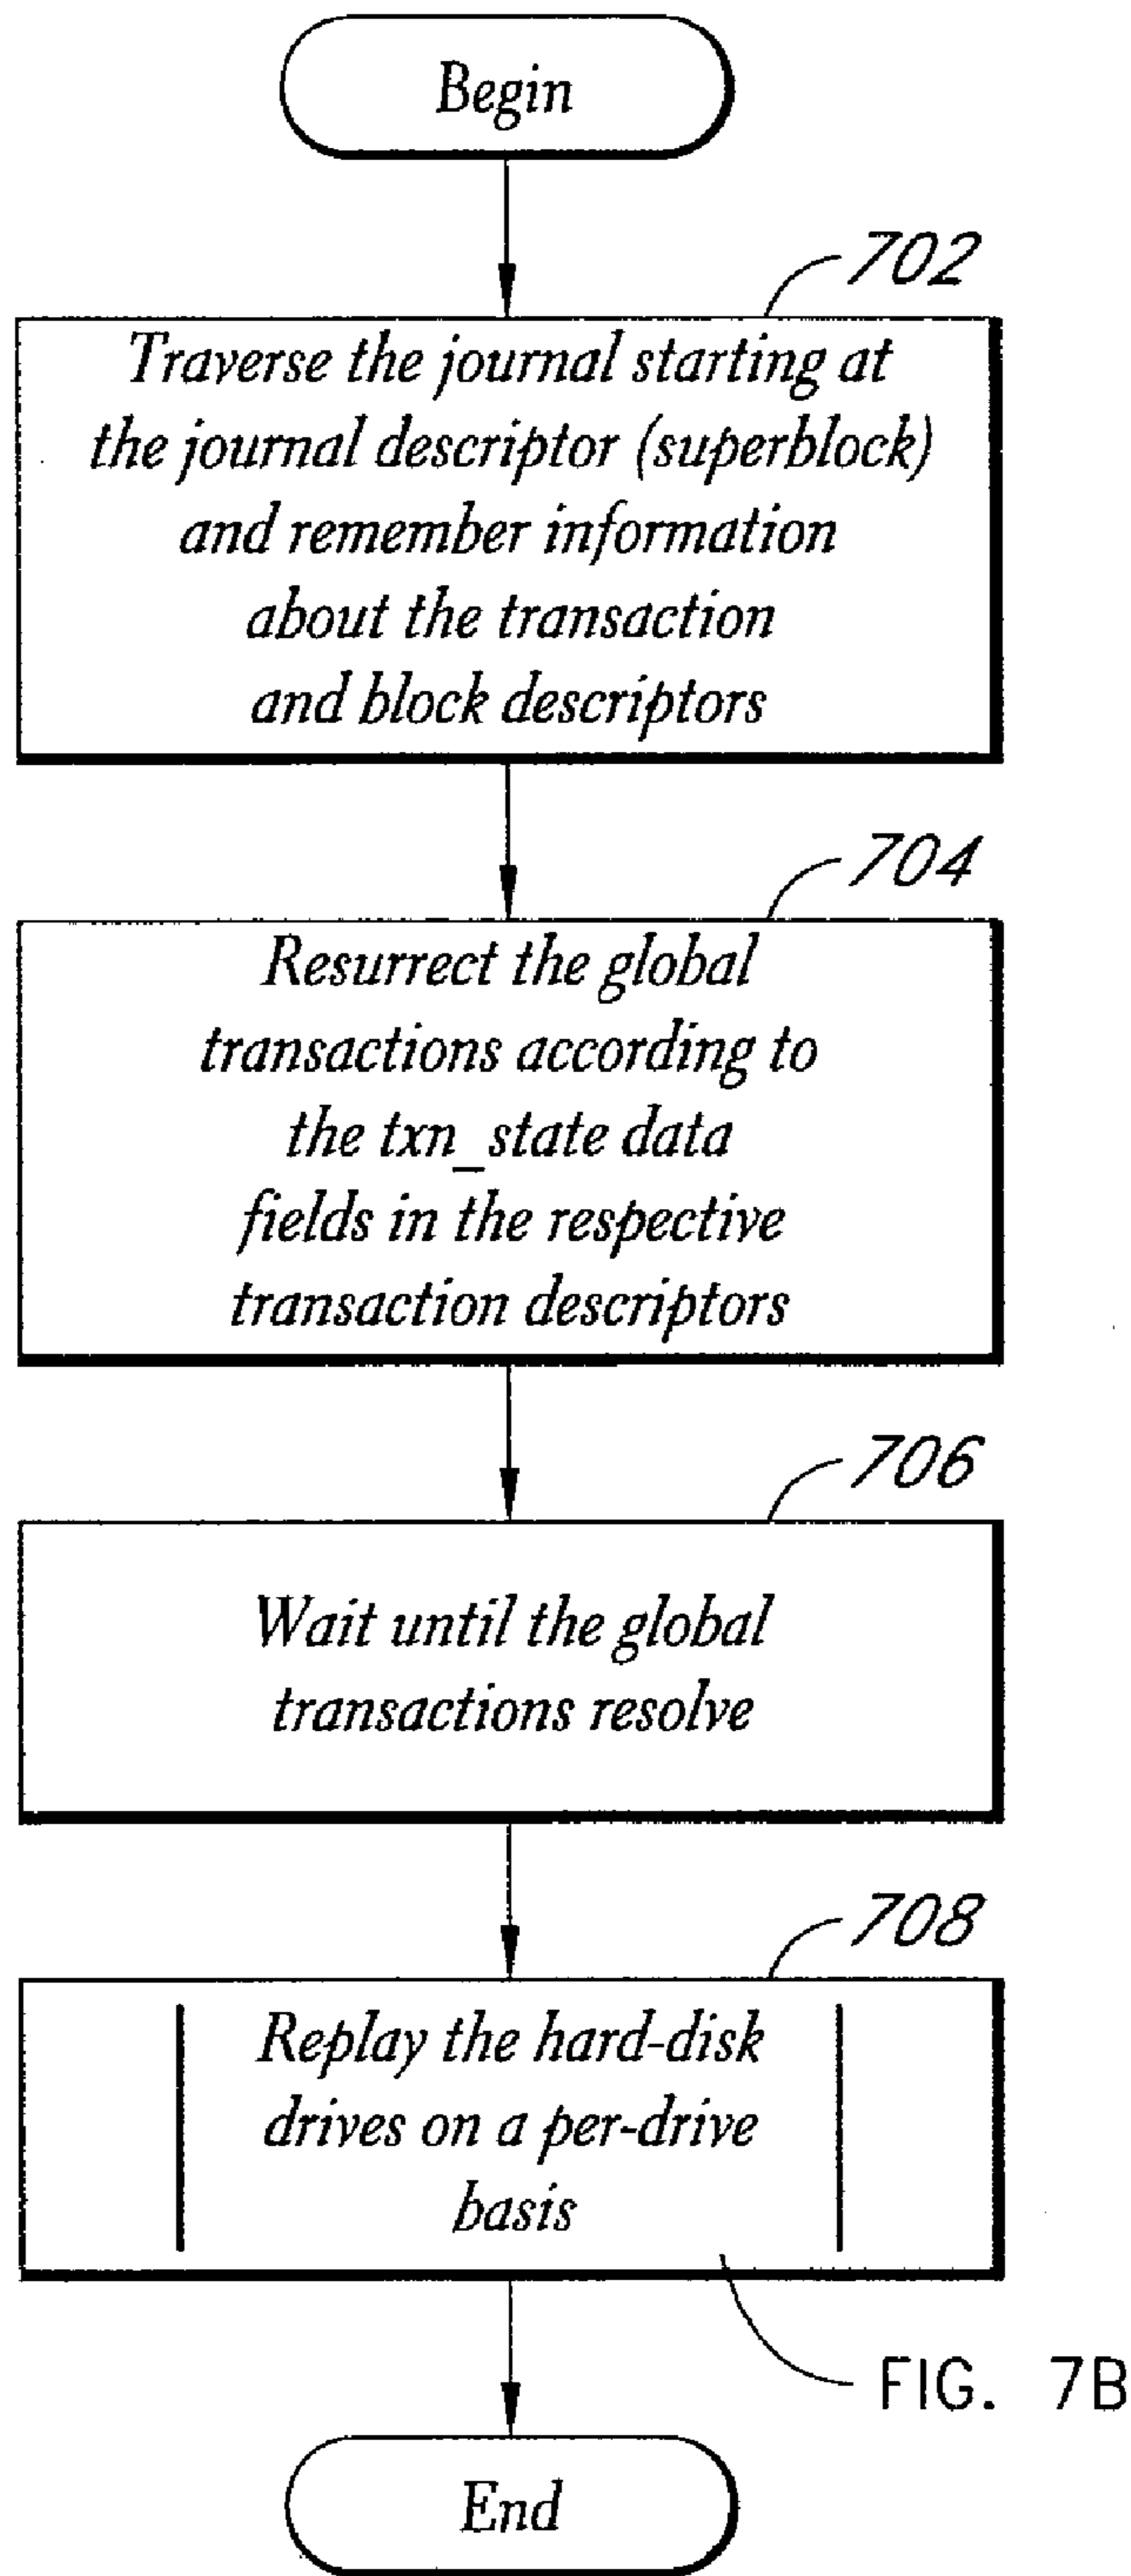 Begin
702
Traverse the journal starting at
the journal descriptor (superblock)
and remember information
about the transaction
and block descriptors
704
Resurrect the global
transactions according to
the txn_state data
fields in the respective
transaction descriptors
706
Wait until the global
transactions resolve
708
Replay the hard-disk
drives on a per-drive
basis
FIG. 7B
End